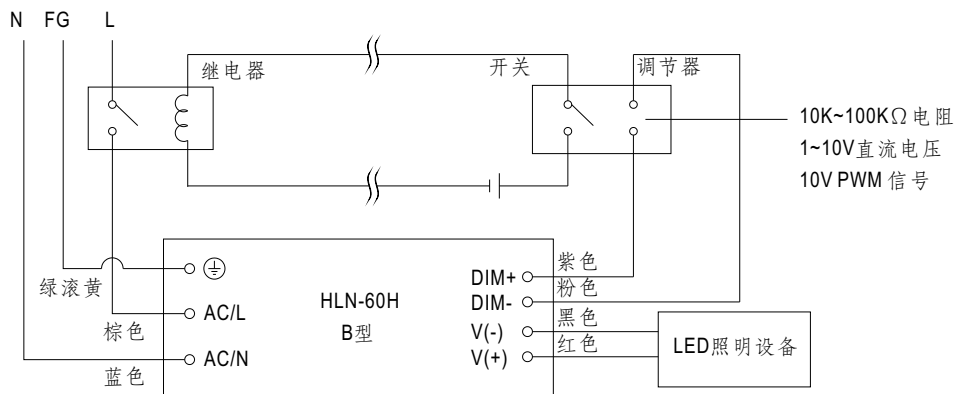 N FG L
继电器
开关
调节器
10K~100KΩ电阻
1~10V直流电压
10V PWM 信号
绿滚黄
棕色
AC/L
蓝色
AC/N
HLN-60H
B型
DIM+
紫色
DIM-
粉色
V(-)
黑色
V(+)
红色
LED照明设备